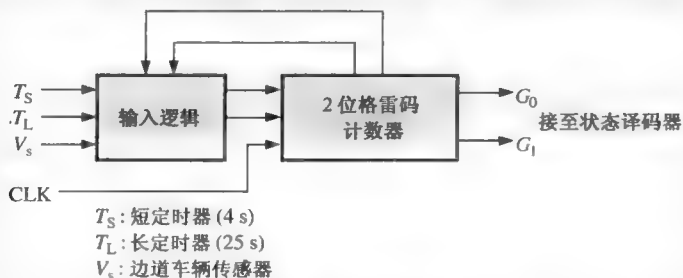 T_S
.T_L
V_s
CLK
输入逻辑
2 位格雷码
计数器
G_0
G_1
接至状态译码器
T_S: 短定时器 (4 s)
T_L: 长定时器 (25 s)
V_s: 边道车辆传感器